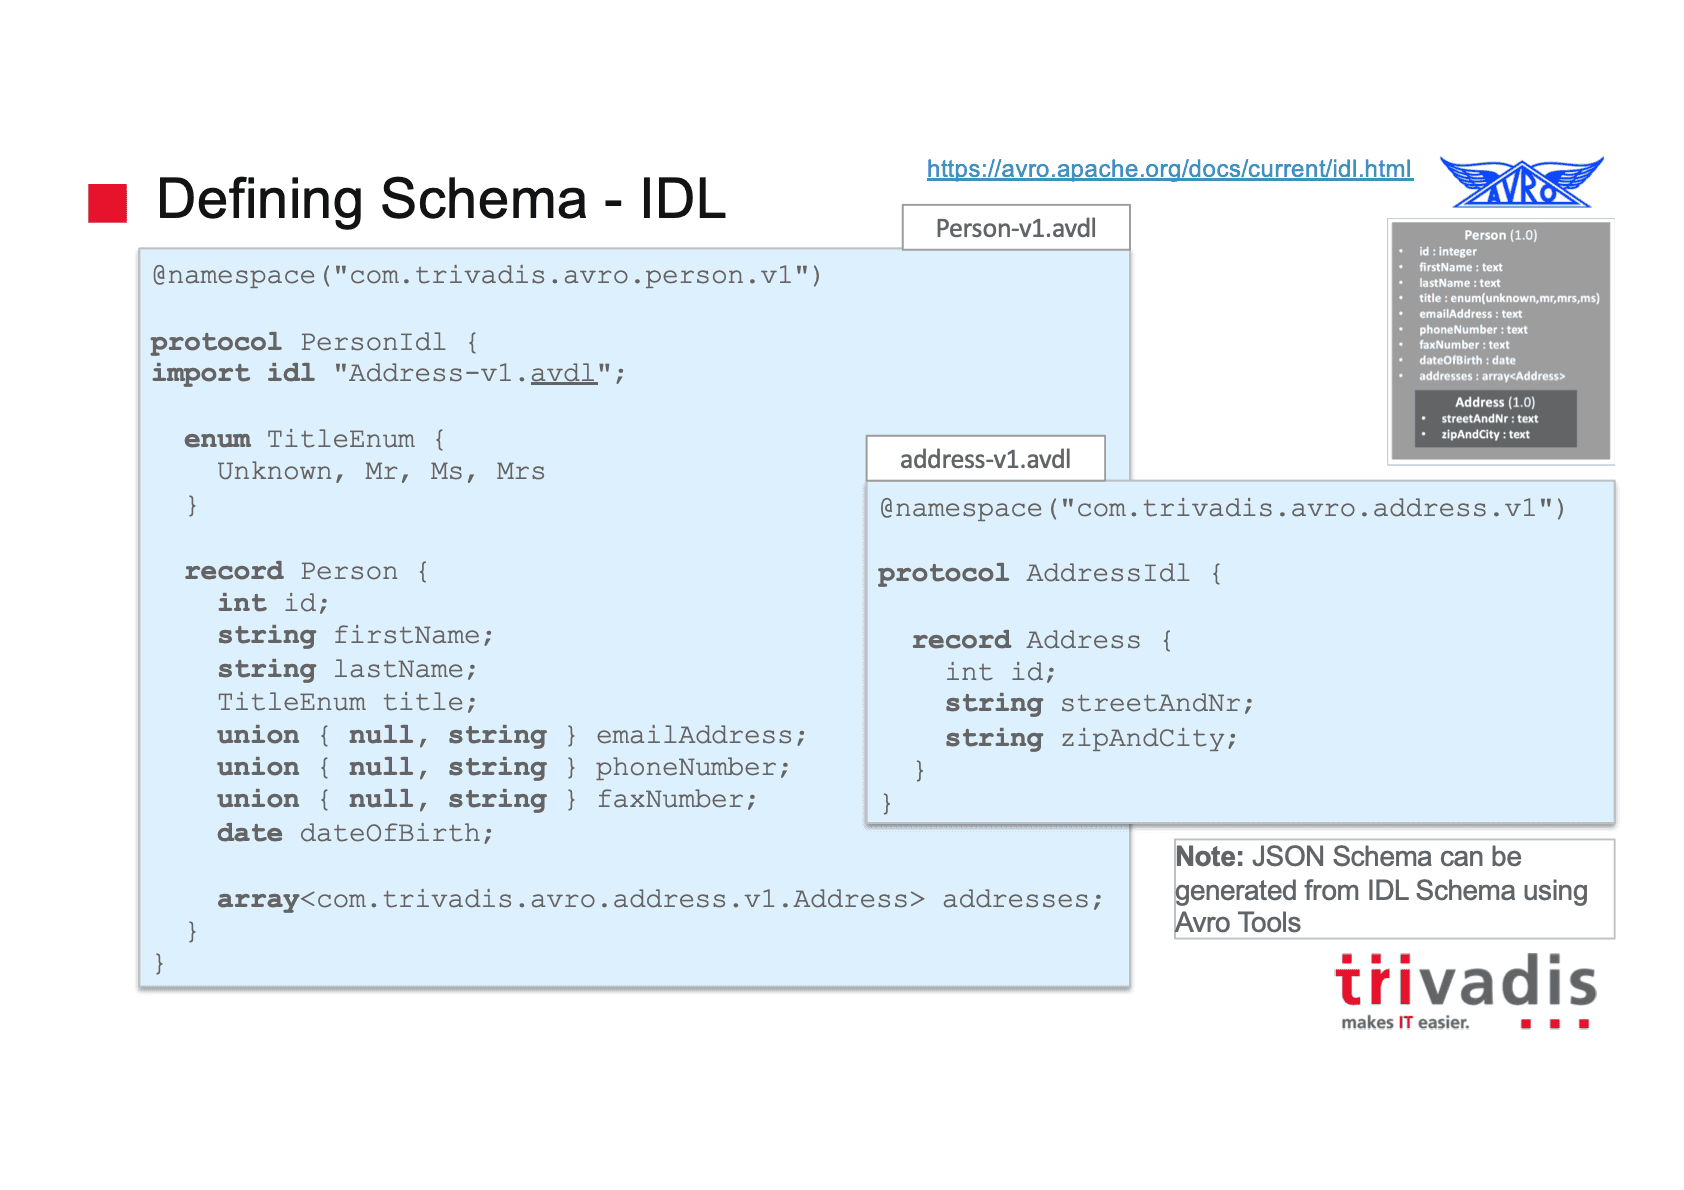 Defining Schema - IDL
https://avro.apache.org/docs/current/idl.html
AVRO
Person-v1.avdl
@namespace("com.trivadis.avro.person.v1")
protocol PersonIdl {
import idl "Address-v1.avdl";
enum TitleEnum {
Unknown, Mr, Ms, Mrs
}
record Person {
int id;
string firstName;
string lastName;
TitleEnum title;
union { null, string } emailAddress;
union { null, string } phoneNumber;
union { null, string } faxNumber;
date dateOfBirth;
array<com.trivadis.avro.address.v1.Address> addresses;
}
}
address-v1.avdl
@namespace("com.trivadis.avro.address.v1")
protocol AddressIdl {
record Address {
int id;
string streetAndNr;
string zipAndCity;
}
}
Person (1.0)
• id : integer
• firstName : text
• lastName : text
• title : enum(unknown,mr,mrs,ms)
• emailAddress : text
• phoneNumber : text
• faxNumber : text
• dateOfBirth : date
• addresses : array<Address>
Address (1.0)
• streetAndNr : text
• zipAndCity : text
Note: JSON Schema can be
generated from IDL Schema using
Avro Tools
trivadis
makes IT easier.